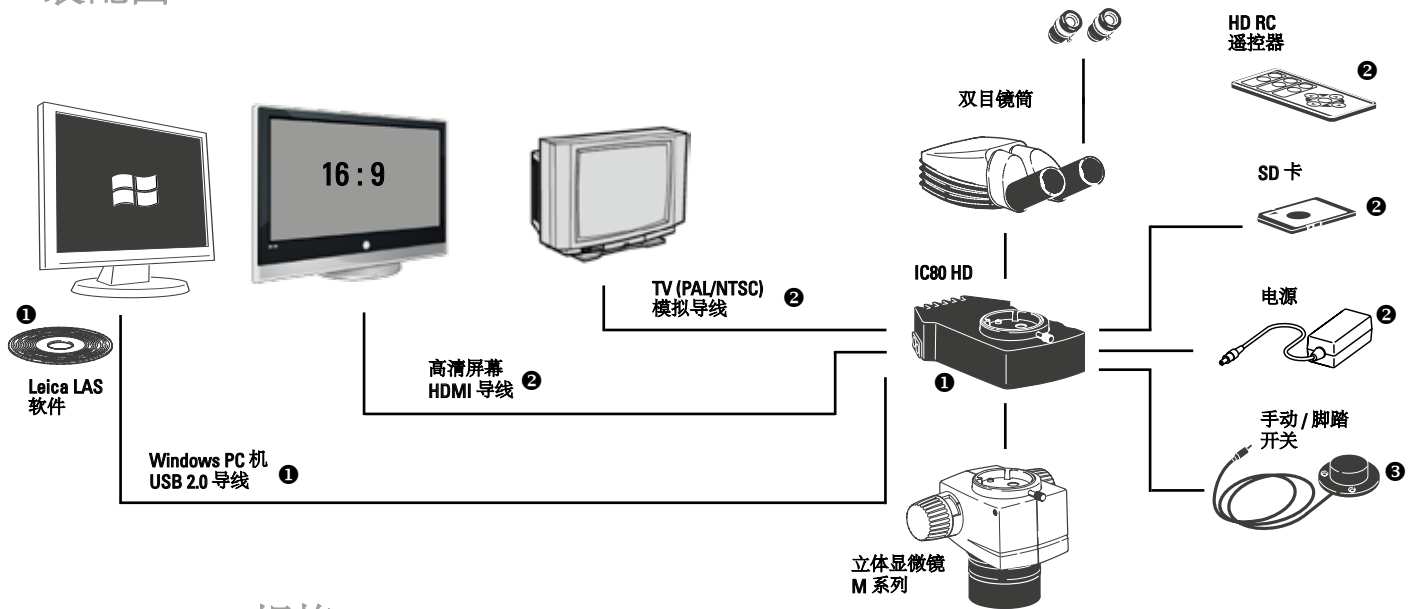 装配图
HD RC
遥控器
❷
双目镜筒
16 : 9
SD 卡
❷
IC80 HD
TV (PAL/NTSC)
模拟导线
❷
电源
❷
❶
Leica LAS
软件
高清屏幕
HDMI 导线
❷
❶
手动 / 脚踏
开关
❸
Windows PC 机
USB 2.0 导线
❶
立体显微镜
M 系列